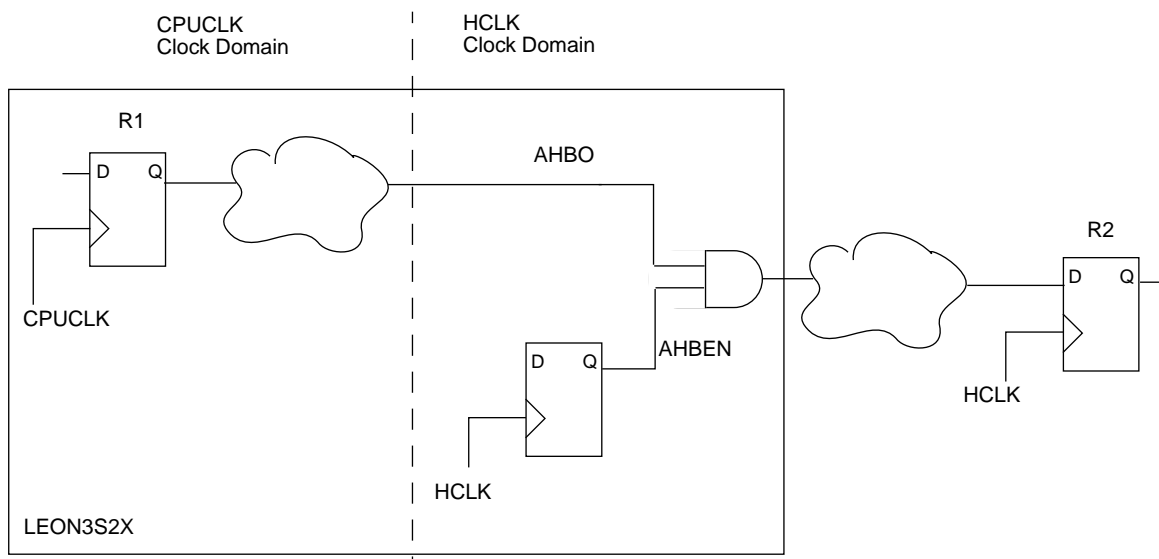 CPUCLK
Clock Domain
HCLK
Clock Domain
R1
D
Q
CPUCLK
AHBO
D
Q
AHBEN
HCLK
R2
D
Q
HCLK
LEON3S2X